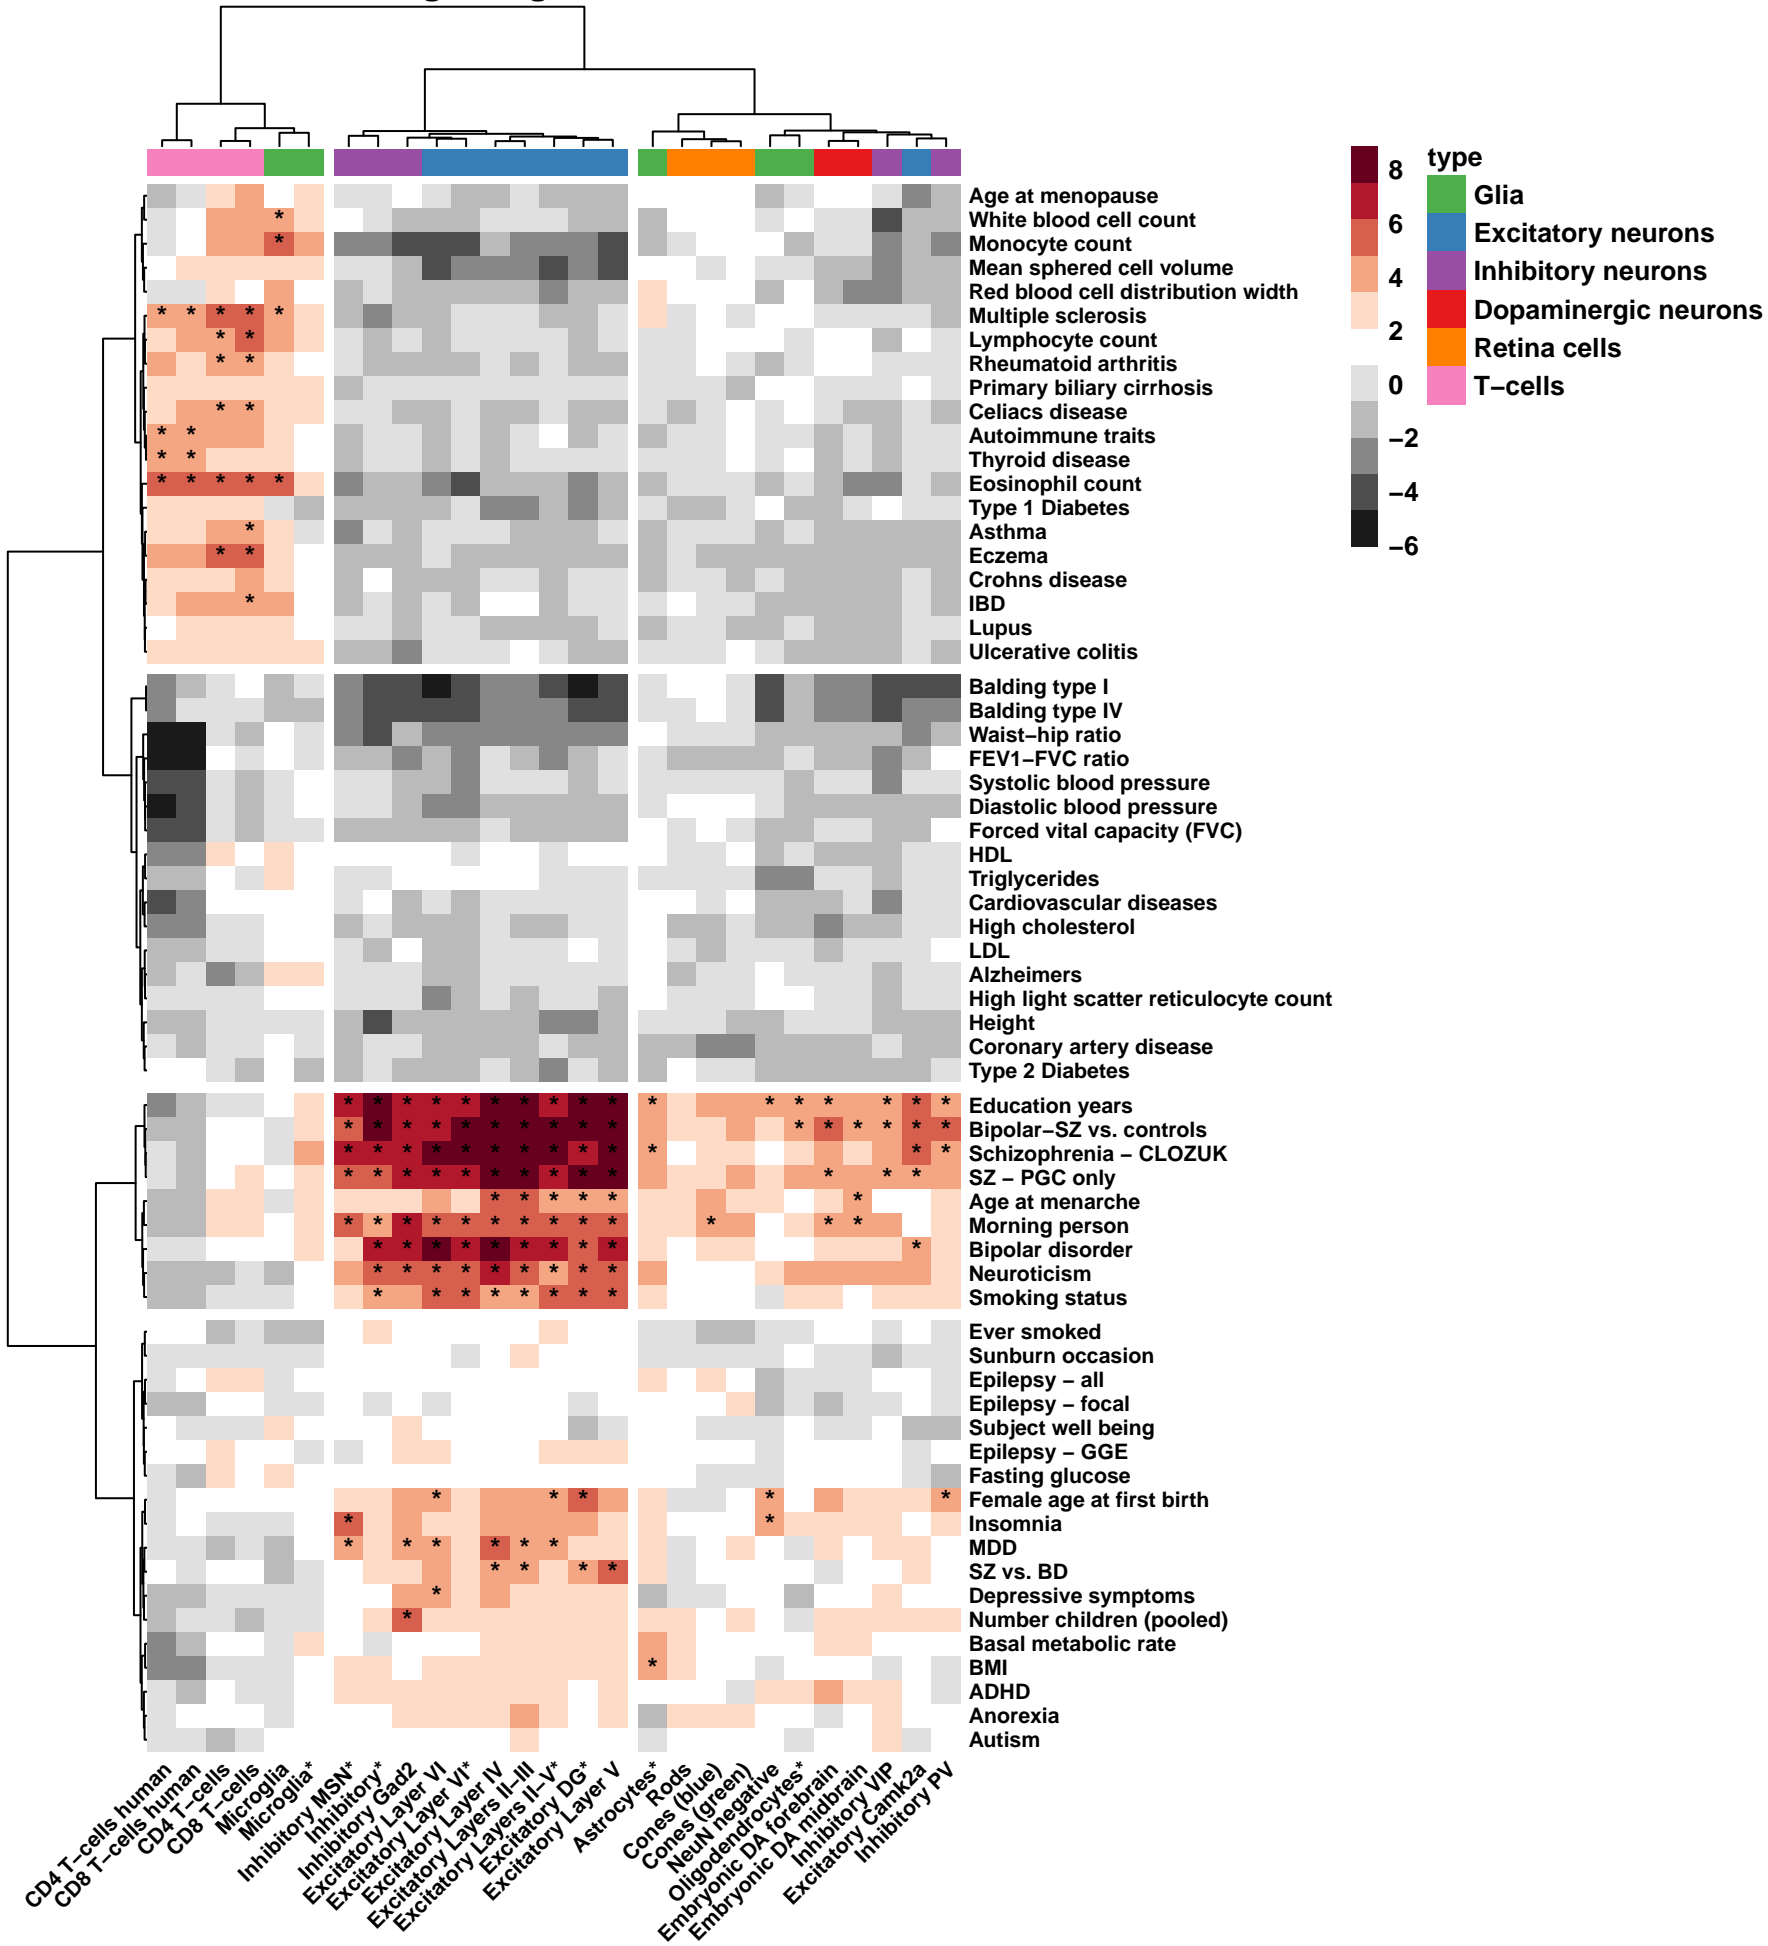 8
6
4
2
0
−2
−4
−6
type
Glia
Excitatory neurons
Inhibitory neurons
Dopaminergic neurons
Retina cells
T−cells
Age at menopause
White blood cell count
Monocyte count
Mean sphered cell volume
Red blood cell distribution width
Multiple sclerosis
Lymphocyte count
Rheumatoid arthritis
Primary biliary cirrhosis
Celiacs disease
Autoimmune traits
Thyroid disease
Eosinophil count
Type 1 Diabetes
Asthma
Eczema
Crohns disease
IBD
Lupus
Ulcerative colitis
Balding type I
Balding type IV
Waist−hip ratio
FEV1−FVC ratio
Systolic blood pressure
Diastolic blood pressure
Forced vital capacity (FVC)
HDL
Triglycerides
Cardiovascular diseases
High cholesterol
LDL
Alzheimers
High light scatter reticulocyte count
Height
Coronary artery disease
Type 2 Diabetes
Education years
Bipolar−SZ vs. controls
Schizophrenia − CLOZUK
SZ − PGC only
Age at menarche
Morning person
Bipolar disorder
Neuroticism
Smoking status
Ever smoked
Sunburn occasion
Epilepsy − all
Epilepsy − focal
Subject well being
Epilepsy − GGE
Fasting glucose
Female age at first birth
Insomnia
MDD
SZ vs. BD
Depressive symptoms
Number children (pooled)
Basal metabolic rate
BMI
ADHD
Anorexia
Autism
CD4 T−cells human
CD8 T−cells human
CD4 T−cells
CD8 T−cells
Microglia
Microglia*
Inhibitory MSN*
Inhibitory*
Inhibitory Gad2
Excitatory Layer VI
Excitatory Layer VI*
Excitatory Layer IV
Excitatory Layers II−III
Excitatory Layers II−V*
Excitatory DG*
Excitatory Layer V
Astrocytes*
Rods
Cones (blue)
Cones (green)
NeuN negative
Oligodendrocytes*
Embryonic DA forebrain
Embryonic DA midbrain
Inhibitory VIP
Excitatory Camk2a
Inhibitory PV